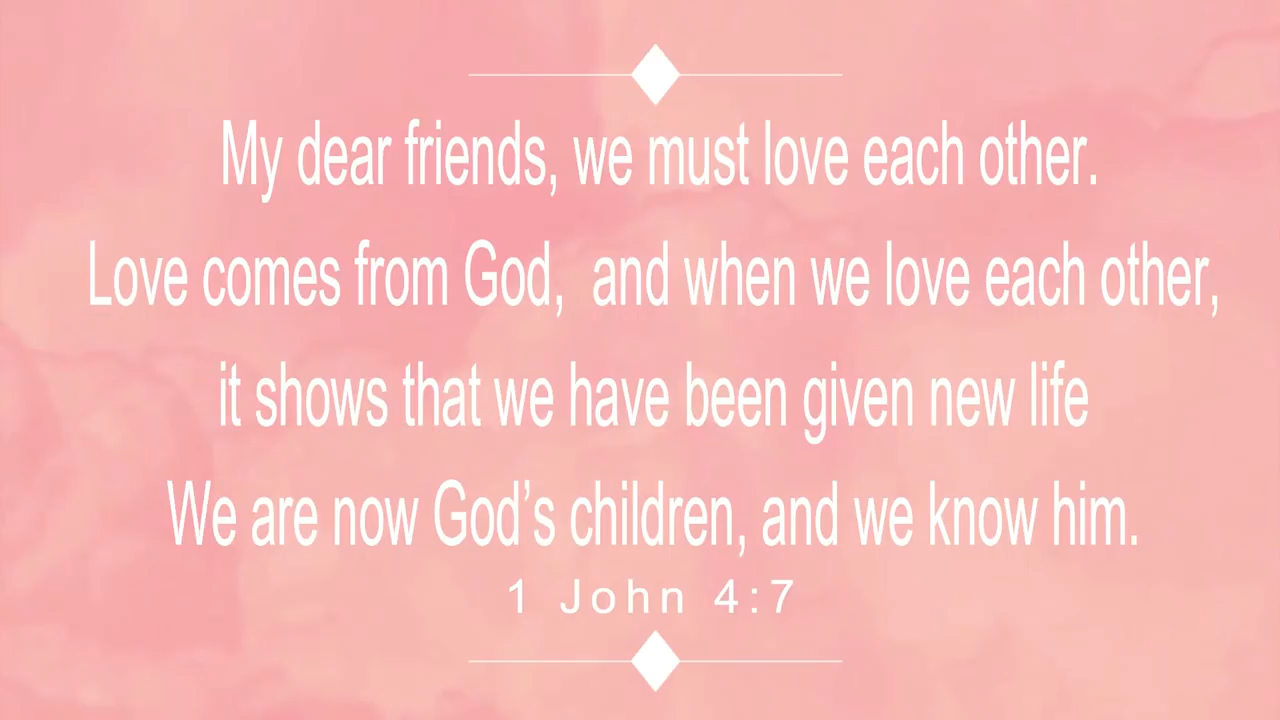 My dear friends, we must love each other.
Love comes from God,  and when we love each other,
it shows that we have been given new life
We are now God’s children, and we know him.
1 John 4:7